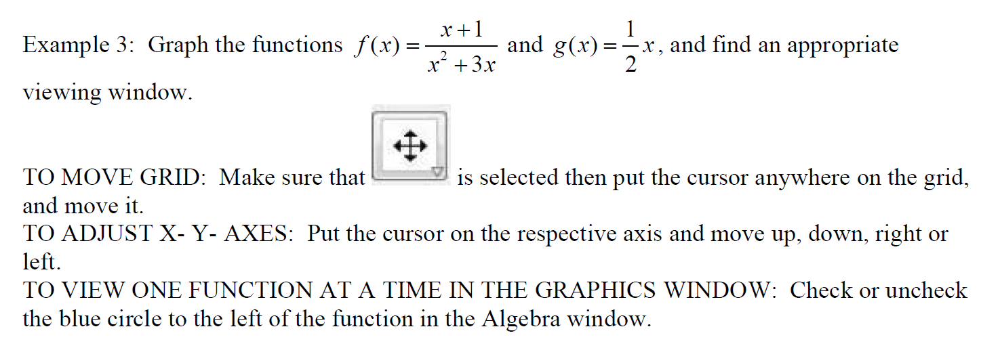 Example 3:  Graph the functions f(x) = (x+1)/(x² + 3x) and g(x) = 1/2 x, and find an appropriate
viewing window.
TO MOVE GRID:  Make sure that is selected then put the cursor anywhere on the grid,
and move it.
TO ADJUST X- Y- AXES:  Put the cursor on the respective axis and move up, down, right or
left.
TO VIEW ONE FUNCTION AT A TIME IN THE GRAPHICS WINDOW:  Check or uncheck
the blue circle to the left of the function in the Algebra window.